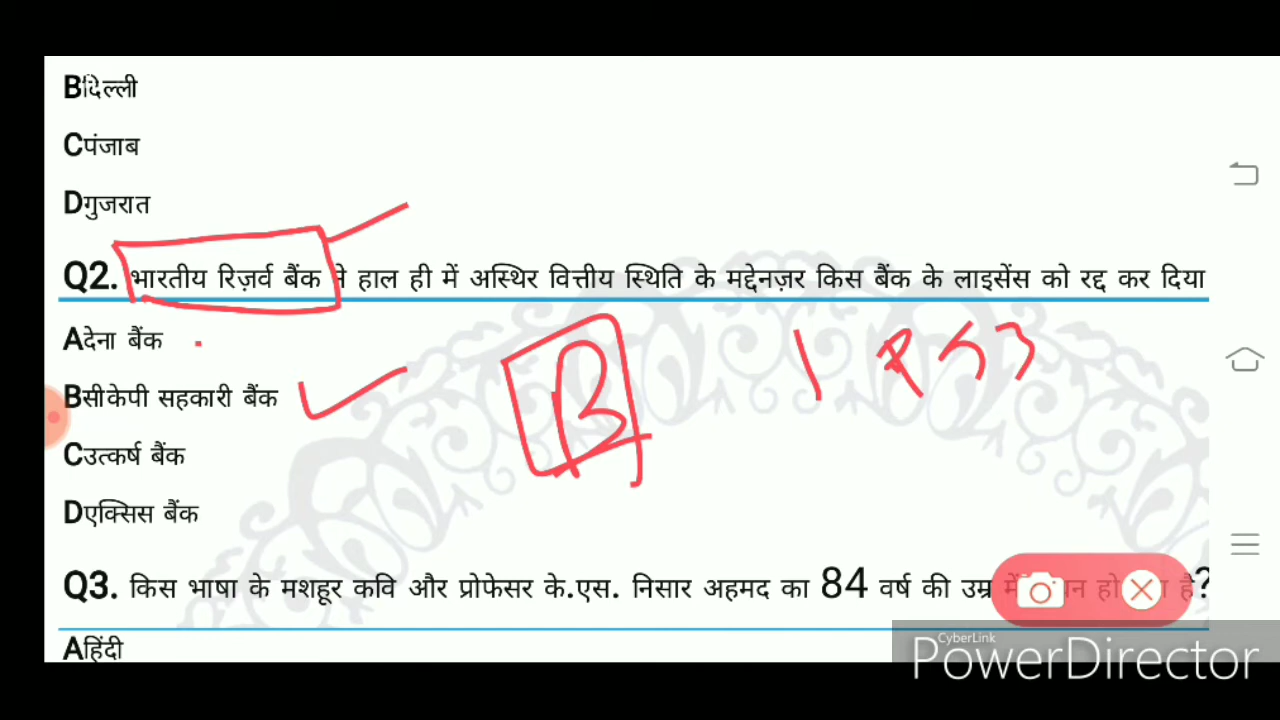 Bदिल्ली
Cपंजाब
Dगुजरात
Q2. भारतीय रिज़र्व बैंक ने हाल ही में अस्थिर वित्तीय स्थिति के मद्देनज़र किस बैंक के लाइसेंस को रद्द कर दिया
Aदेना बैंक
Bसीकेपी सहकारी बैंक
B
Cउत्कर्ष बैंक
Dएक्सिस बैंक
Q3. किस भाषा के मशहूर कवि और प्रोफेसर के.एस. निसार अहमद का 84 वर्ष की उम्र में है?
Aहिंदी
CyberLink
PowerDirector